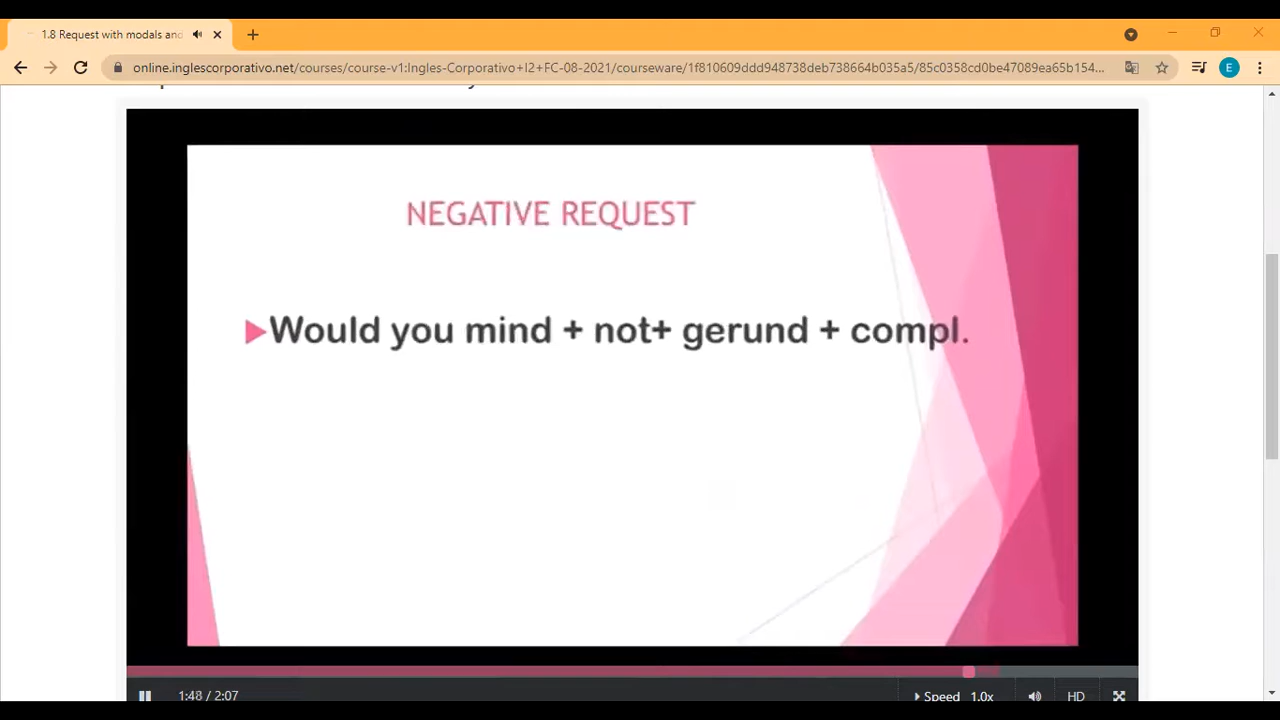 1.8 Request with modals and
online.inglescorporativo.net/courses/course-v1:Ingles-Corporativo+I2+FC-08-2021/courseware/1f810609ddd948738deb738664b035a5/85c0358cd0be47089ea65b154...
E
NEGATIVE REQUEST
Would you mind + not+ gerund + compl.
1:48 / 2:07
Speed 1.0x
HD